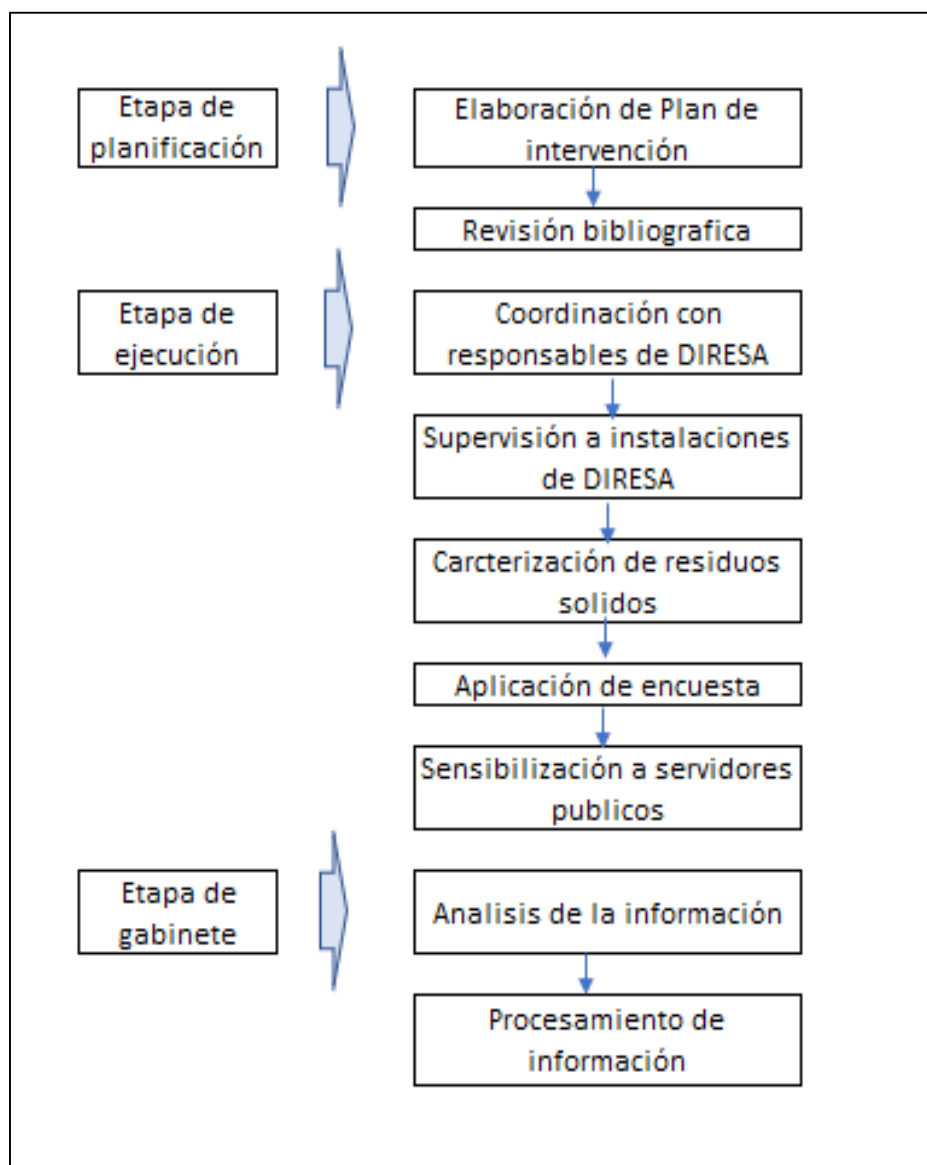 Etapa de
planificación
Elaboración de Plan de
intervención
Revisión bibliografica
Etapa de
ejecución
Coordinación con
responsables de DIRESA
Supervisión a instalaciones
de DIRESA
Carcterización de residuos
solidos
Aplicación de encuesta
Sensibilización a servidores
publicos
Etapa de
gabinete
Analisis de la información
Procesamiento de
información